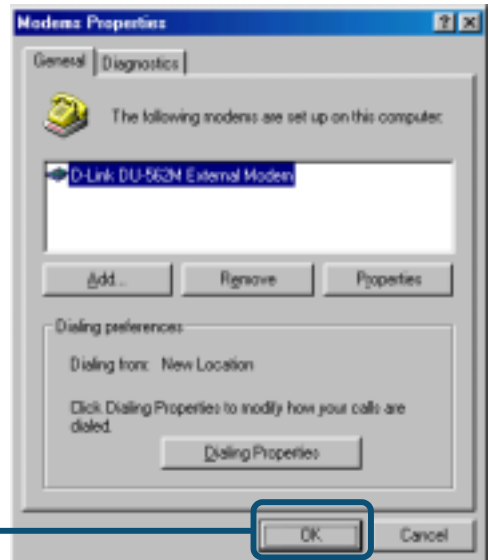 Modems Properties
General Diagnostics
The following modems are set up on this computer:
D-Link DU-562M External Modem
Add... Remove Properties
Dialing preferences
Dialing from: New Location
Click Dialing Properties to modify how your calls are
dialed.
Dialing Properties
OK Cancel